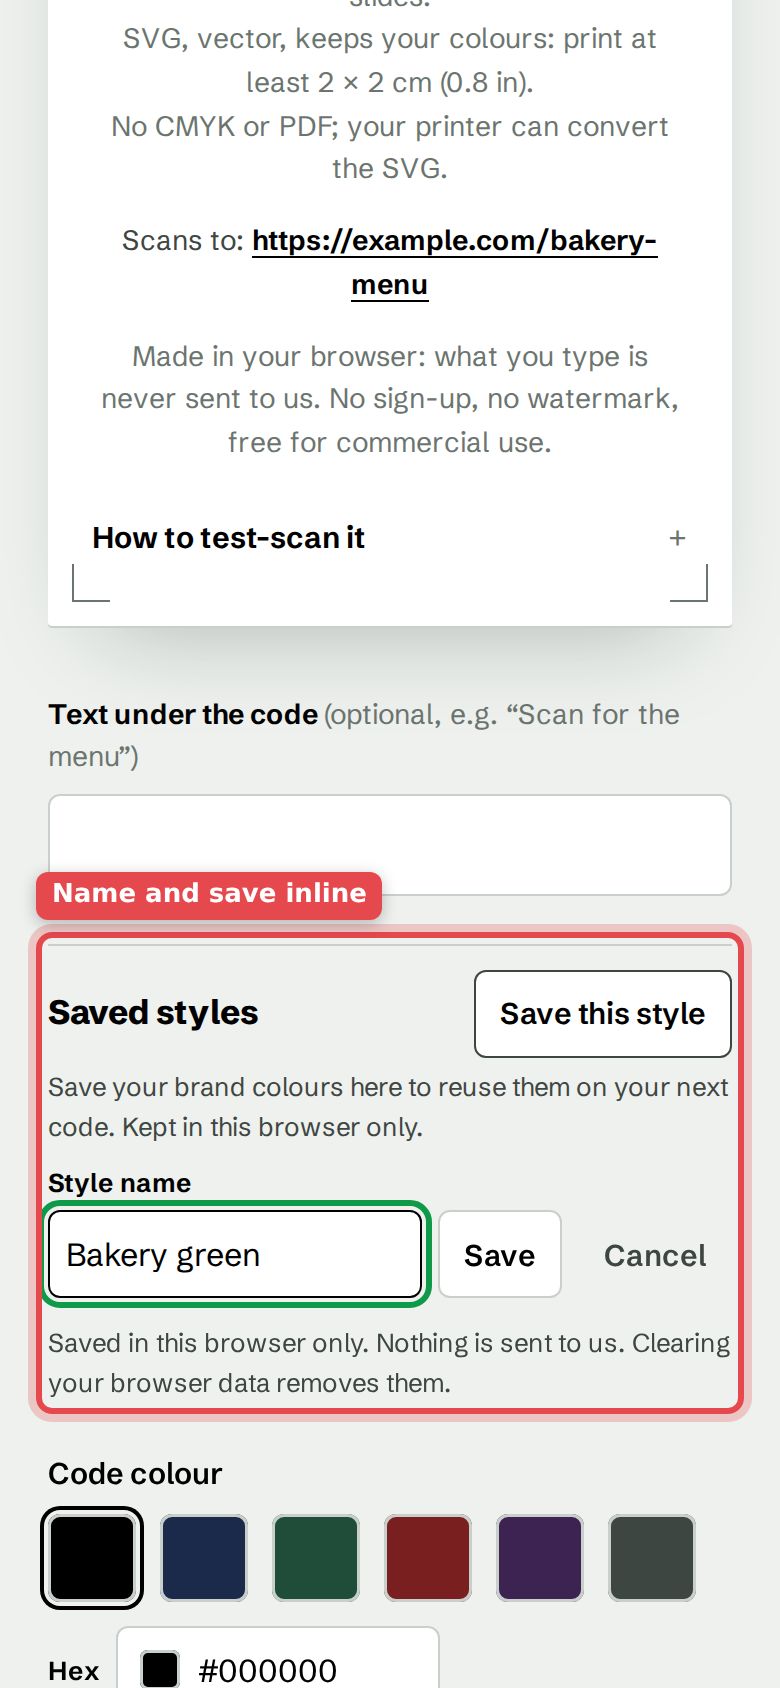 slides.
SVG, vector, keeps your colours: print at
least 2 × 2 cm (0.8 in).
No CMYK or PDF; your printer can convert
the SVG.
Scans to: https://example.com/bakery-
menu
Made in your browser: what you type is
never sent to us. No sign-up, no watermark,
free for commercial use.
How to test-scan it +
Text under the code (optional, e.g. “Scan for the
menu”)
Name and save inline
Saved styles
Save this style
Save your brand colours here to reuse them on your next
code. Kept in this browser only.
Style name
Bakery green
Save
Cancel
Saved in this browser only. Nothing is sent to us. Clearing
your browser data removes them.
Code colour
Hex
#000000